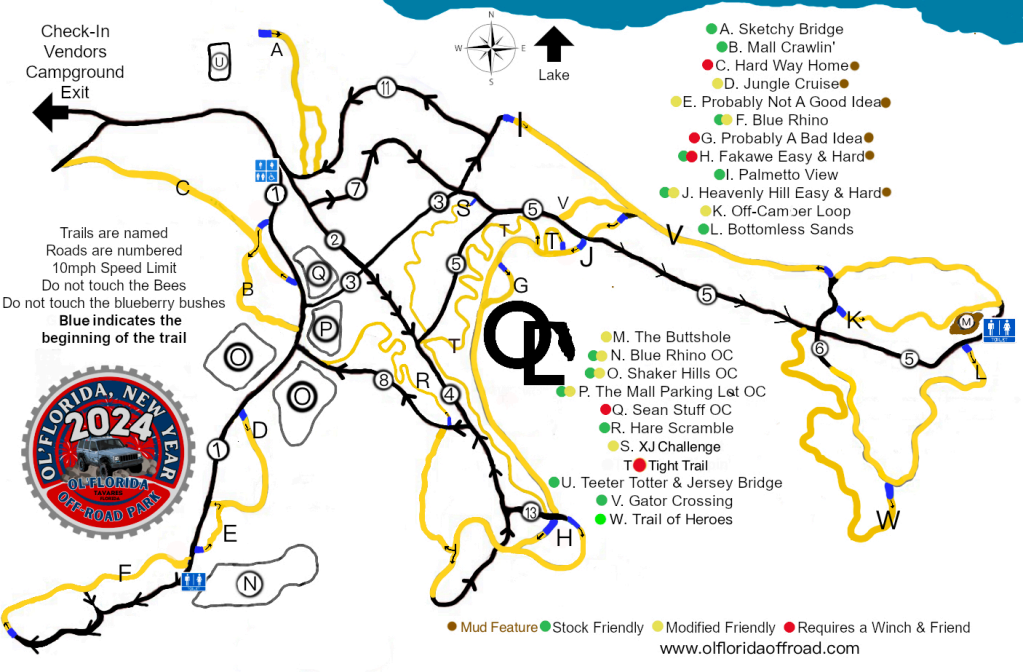 Check-In
Vendors
Campground
Exit
U
A
N
W
E
S
Lake
A. Sketchy Bridge
B. Mall Crawlin'
C. Hard Way Home
D. Jungle Cruise
E. Probably Not A Good Idea
F. Blue Rhino
G. Probably A Bad Idea
H. Fakawe Easy & Hard
I. Palmetto View
J. Heavenly Hill Easy & Hard
K. Off-Camber Loop
L. Bottomless Sands
11
I
C
1
7
3
S
5
V
T
T
J
V
2
Trails are named
Roads are numbered
10mph Speed Limit
Do not touch the Bees
Do not touch the blueberry bushes
Blue indicates the
beginning of the trail
B
Q
3
5
G
5
K
M
TOILET
P
OL
6
5
O
T
L
M. The Buttshole
N. Blue Rhino OC
O. Shaker Hills OC
P. The Mall Parking Lot OC
Q. Sean Stuff OC
R. Hare Scramble
S. XJ Challenge
T Tight Trail
U. Teeter Totter & Jersey Bridge
V. Gator Crossing
W. Trail of Heroes
8
R
4
O
OL'FLORIDA, NEW YEAR
2024
OL'FLORIDA
TAVARES
FLORIDA
OFF-ROAD PARK
D
1
W
13
H
E
J
F
TOILET
N
Mud Feature Stock Friendly Modified Friendly Requires a Winch & Friend
www.olfloridaoffroad.com